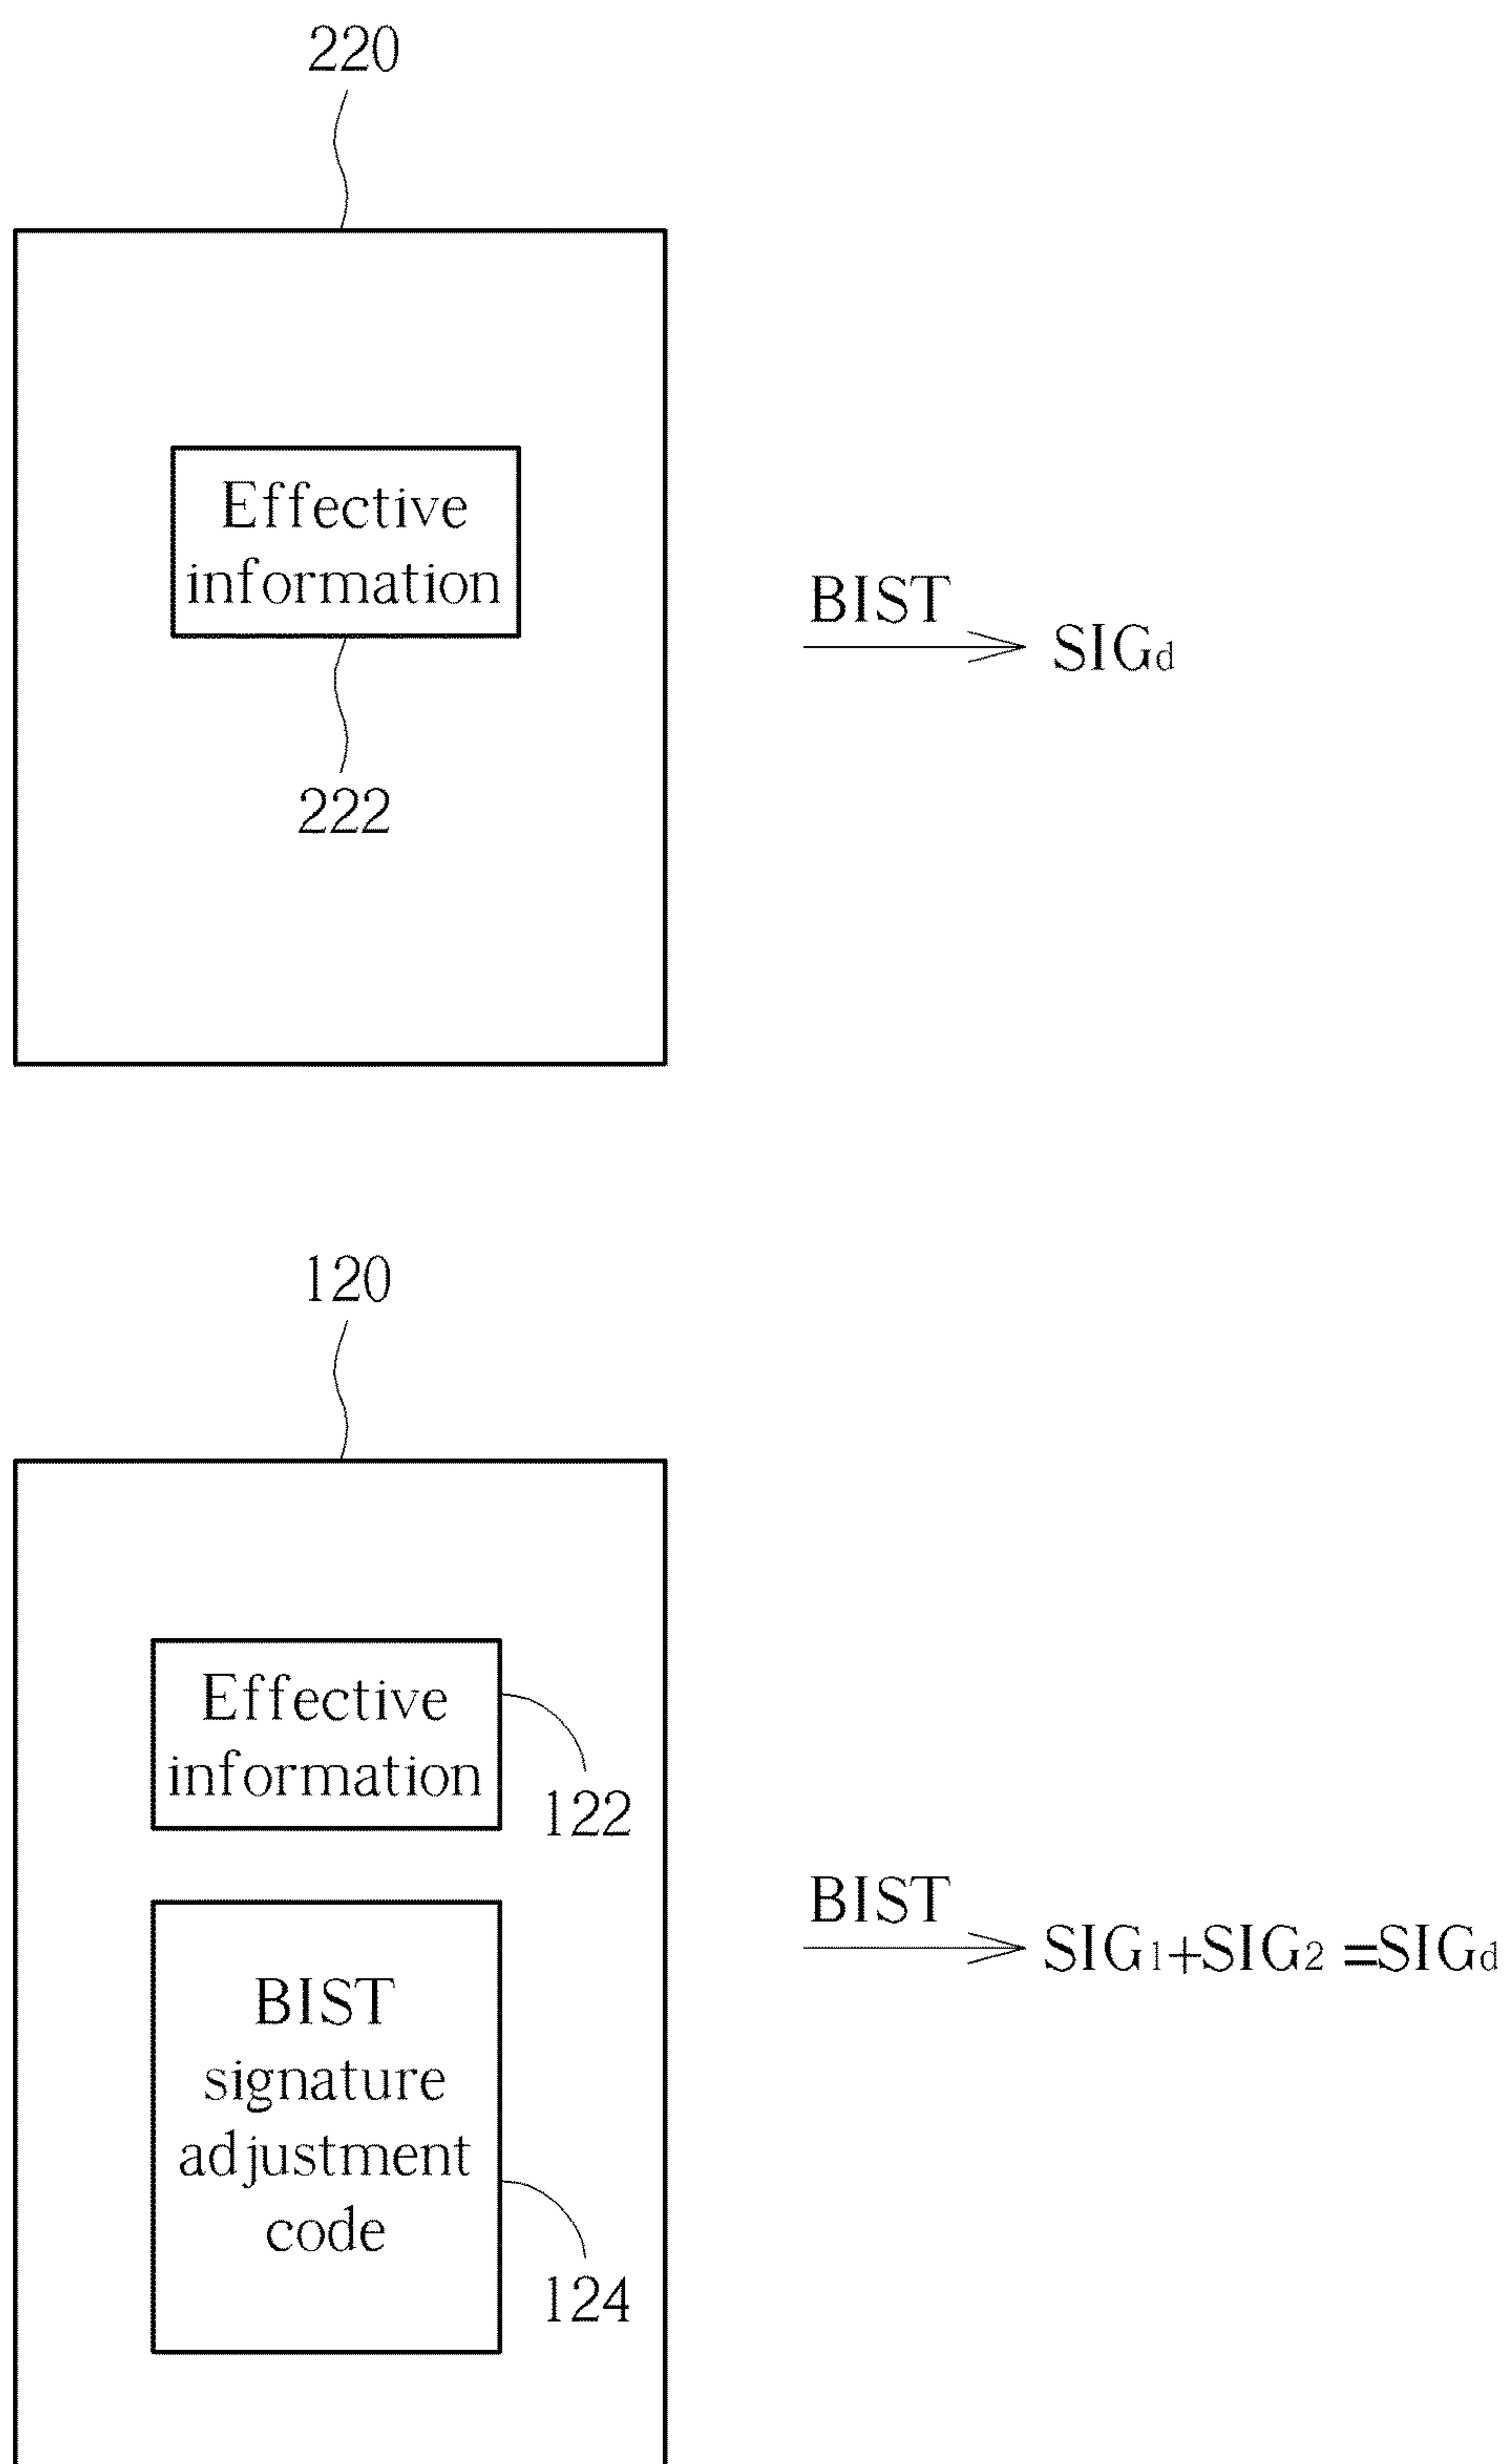 220
Effective
information
222
BIST
SIGd
120
Effective
information
122
BIST
signature
adjustment
code
124
BIST
SIG1+SIG2 =SIGd